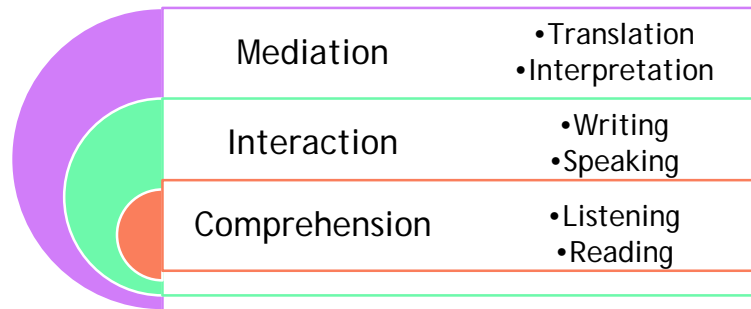 Mediation
•Translation
•Interpretation
Interaction
•Writing
•Speaking
Comprehension
•Listening
•Reading